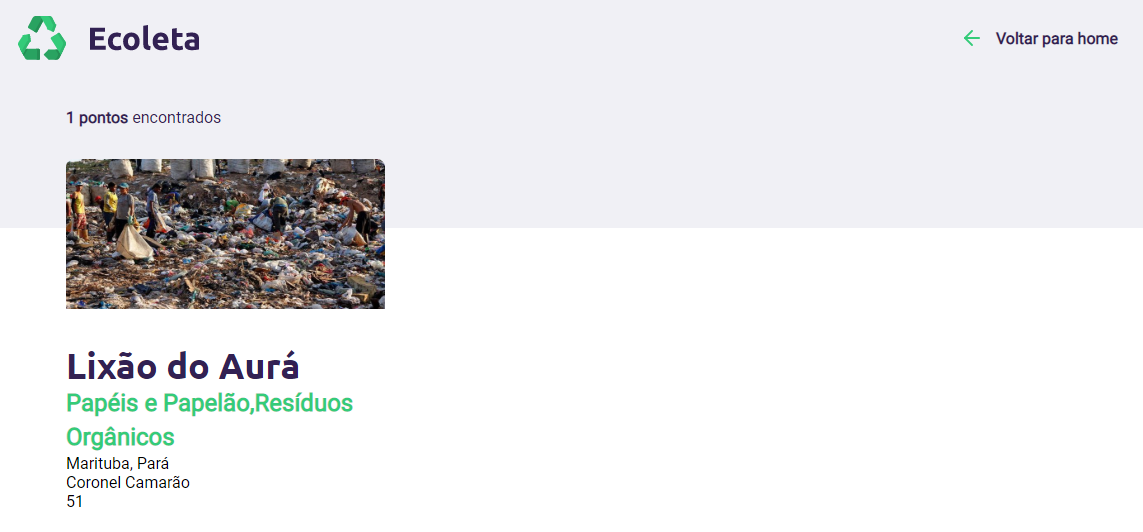 Ecoleta
Voltar para home
1 pontos encontrados
Lixão do Aurá
Papéis e Papelão,Resíduos
Orgânicos
Marituba, Pará
Coronel Camarão
51